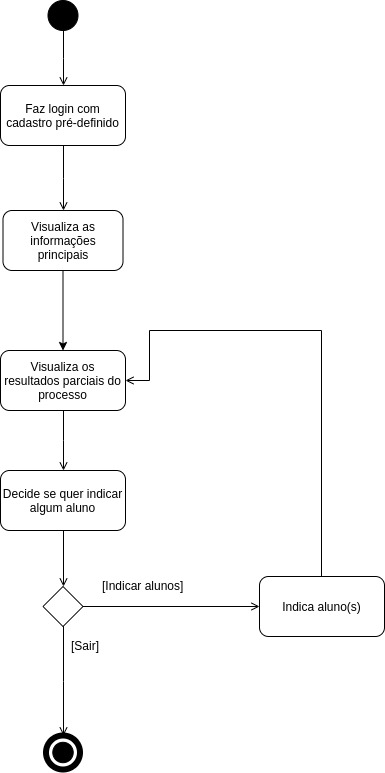 Faz login com
cadastro pré-definido
Visualiza as
informações
principais
Visualiza os
resultados parciais do
processo
Decide se quer indicar
algum aluno
[Indicar alunos]
Indica aluno(s)
[Sair]